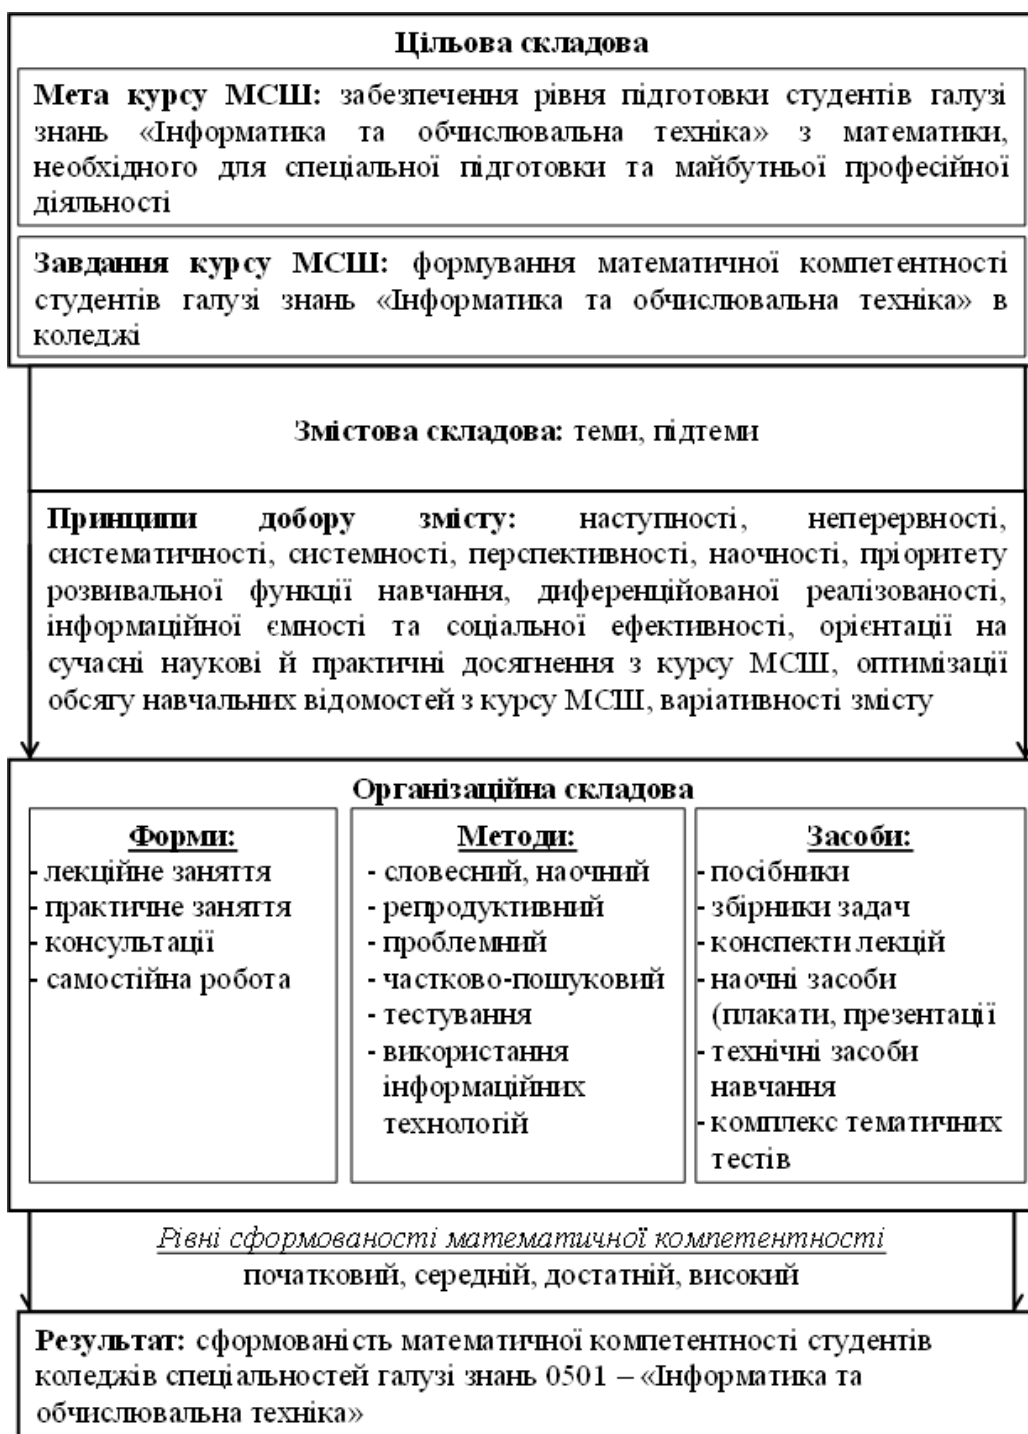 Цільова складова
Мета курсу МСШ: забезпечення рівня підготовки студентів галузі
знань «Інформатика та обчислювальна техніка» з математики,
необхідного для спеціальної підготовки та майбутньої професійної
діяльності
Завдання курсу МСШ: формування математичної компетентності
студентів галузі знань «Інформатика та обчислювальна техніка» в
коледжі
Змістова складова: теми, підтеми
Принципи добору змісту: наступності, неперервності,
систематичності, системності, перспективності, наочності, пріоритету
розвивальної функції навчання, диференційованої реалізованості,
інформаційної ємності та соціальної ефективності, орієнтації на
сучасні наукові й практичні досягнення з курсу МСШ, оптимізації
обсягу навчальних відомостей з курсу МСШ, варіативності змісту
Організаційна складова
Форми:
- лекційне заняття
- практичне заняття
- консультації
- самостійна робота
Методи:
- словесний, наочний
- репродуктивний
- проблемний
- частково-пошуковий
- тестування
- використання
інформаційних
технологій
Засоби:
- посібники
- збірники задач
- конспекти лекцій
- наочні засоби
(плакати, презентації
- технічні засоби
навчання
- комплекс тематичних
тестів
Рівні сформованості математичної компетентності
початковий, середній, достатній, високий
Результат: сформованість математичної компетентності студентів
коледжів спеціальностей галузі знань 0501 – «Інформатика та
обчислювальна техніка»